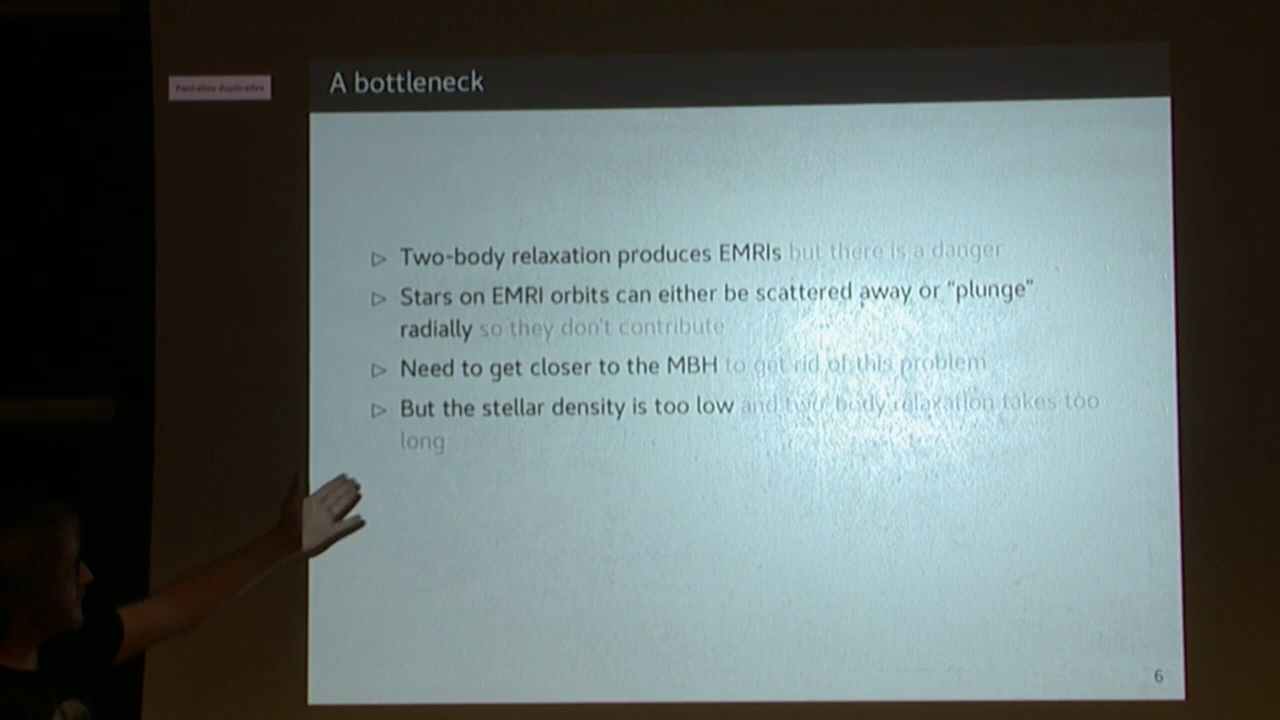 Pantallas duplicadas
A bottleneck
▷ Two-body relaxation produces EMRIs but there is a danger
▷ Stars on EMRI orbits can either be scattered away or “plunge”
radially so they don't contribute
▷ Need to get closer to the MBH to get rid of this problem
▷ But the stellar density is too low and two-body relaxation takes too
long
6